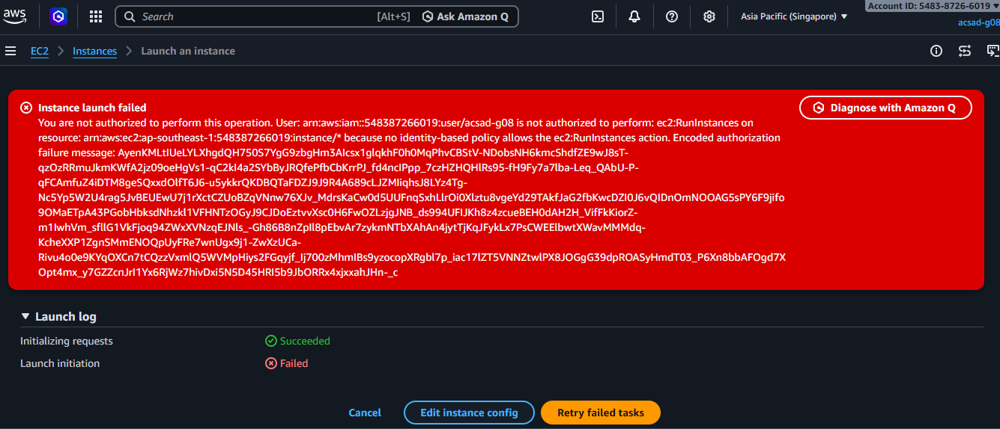 aws
Search [Alt+S] Ask Amazon Q
Asia Pacific (Singapore)
Account ID: 5483-8726-6019
acsad-g08
EC2 > Instances > Launch an instance
Instance launch failed
Diagnose with Amazon Q
You are not authorized to perform this operation. User: arn:aws:iam::548387266019:user/acsad-g08 is not authorized to perform: ec2:RunInstances on
resource: arn:aws:ec2:ap-southeast-1:548387266019:instance/* because no identity-based policy allows the ec2:RunInstances action. Encoded authorization
failure message: AyenKMLtIUeLYLXhgdQH750S7YgG9zbgHm3AIcsx1glqkhF0h0MqPhvCBStV-NDobsNH6kmcShdfZE9wJ8sT-
qzOzRRmuJkmKWfA2jz09oeHgVs1-qC2kI4a2SYbByJRQfePfbCbKrrPJ_fd4ncIPpp_7czHZHQHlRs95-fH9Fy7a7lba-Leq_QAbU-P-
qFCAmfuZ4iDTM8geSQxxdOlfT6J6-u5ykkrQKDBQTaFDZJ9J9R4A689cLJZMIiqhsJ8LYz4Tg-
Nc5Yp5W2U4rag5JvBEUEwU7j1rXctCZUoBZqVNnw76XJv_MdrsKaCw0d5UUFnqSxhLlrOi0Xlztu8vgeYd29TAkfJaG2fbKwcDZI0J6vQIDnOmNOOAG5sPY6F9jifo
9OMaETpA43PGobHbksdNhzkl1VFHNTzOGyJ9CJDoEztvvXsc0H6FwOZLzjgJNB_ds994UFIJKh8z4zcueBEH0dAH2H_VifFkKiorZ-
m1IwhVm_sfllG1VkFjoq94ZWxXVNzqEJNls_-Gh86B8nZpIl8pEbvAr7zykmNTbXAhAn4jytTjKqJFykLx7PsCWEElbwtXWavMMMdq-
KcheXXP1ZgnSMmENOQpUyFRe7wnUgx9j1-ZwXzUCa-
Rivu4o0e9KYqOXCn7tCQzzVxmlQ5WVMpHiys2FGqyjf_Ij700zMhmIBs9yzocopXRgbl7p_iac17lZT5VNNZtwlPX8JOGgG39dpROASyHmdT03_P6Xn8bbAFOgd7X
Opt4mx_y7GZZcnJrI1Yx6RjWz7hivDxi5N5D45HRI5b9JbORRx4xjxxahJHn-_c
Launch log
Initializing requests Succeeded
Launch initiation Failed
Cancel Edit instance config Retry failed tasks